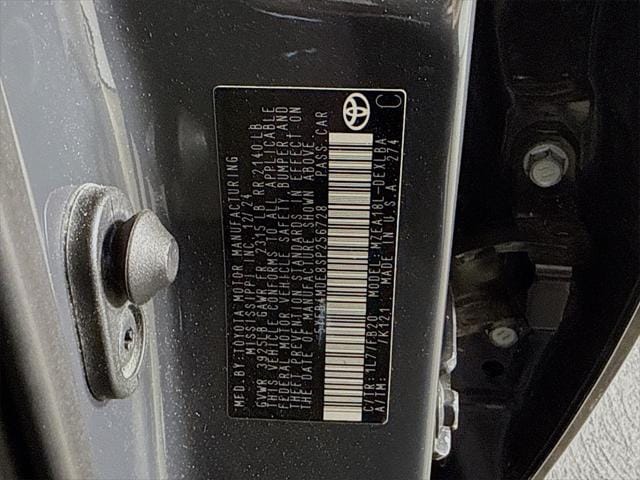 MFD. BY: TOYOTA MOTOR MANUFACTURING
MISSISSIPPI INC. 12/24
GVWR 3925LB GAWR FR 2315 LB RR 2140 LB
THIS VEHICLE CONFORMS TO ALL APPLICABLE
FEDERAL MOTOR VEHICLE SAFETY, BUMPER AND
THEFT PREVENTION STANDARDS IN EFFECT ON
THE DATE OF MANUFACTURE SHOWN ABOVE.
PASS. CAR
C/TR: 1L7/FB20 MZEA18L-DEXLBA
A/TM: /K121 MADE IN U.S.A. 274
C